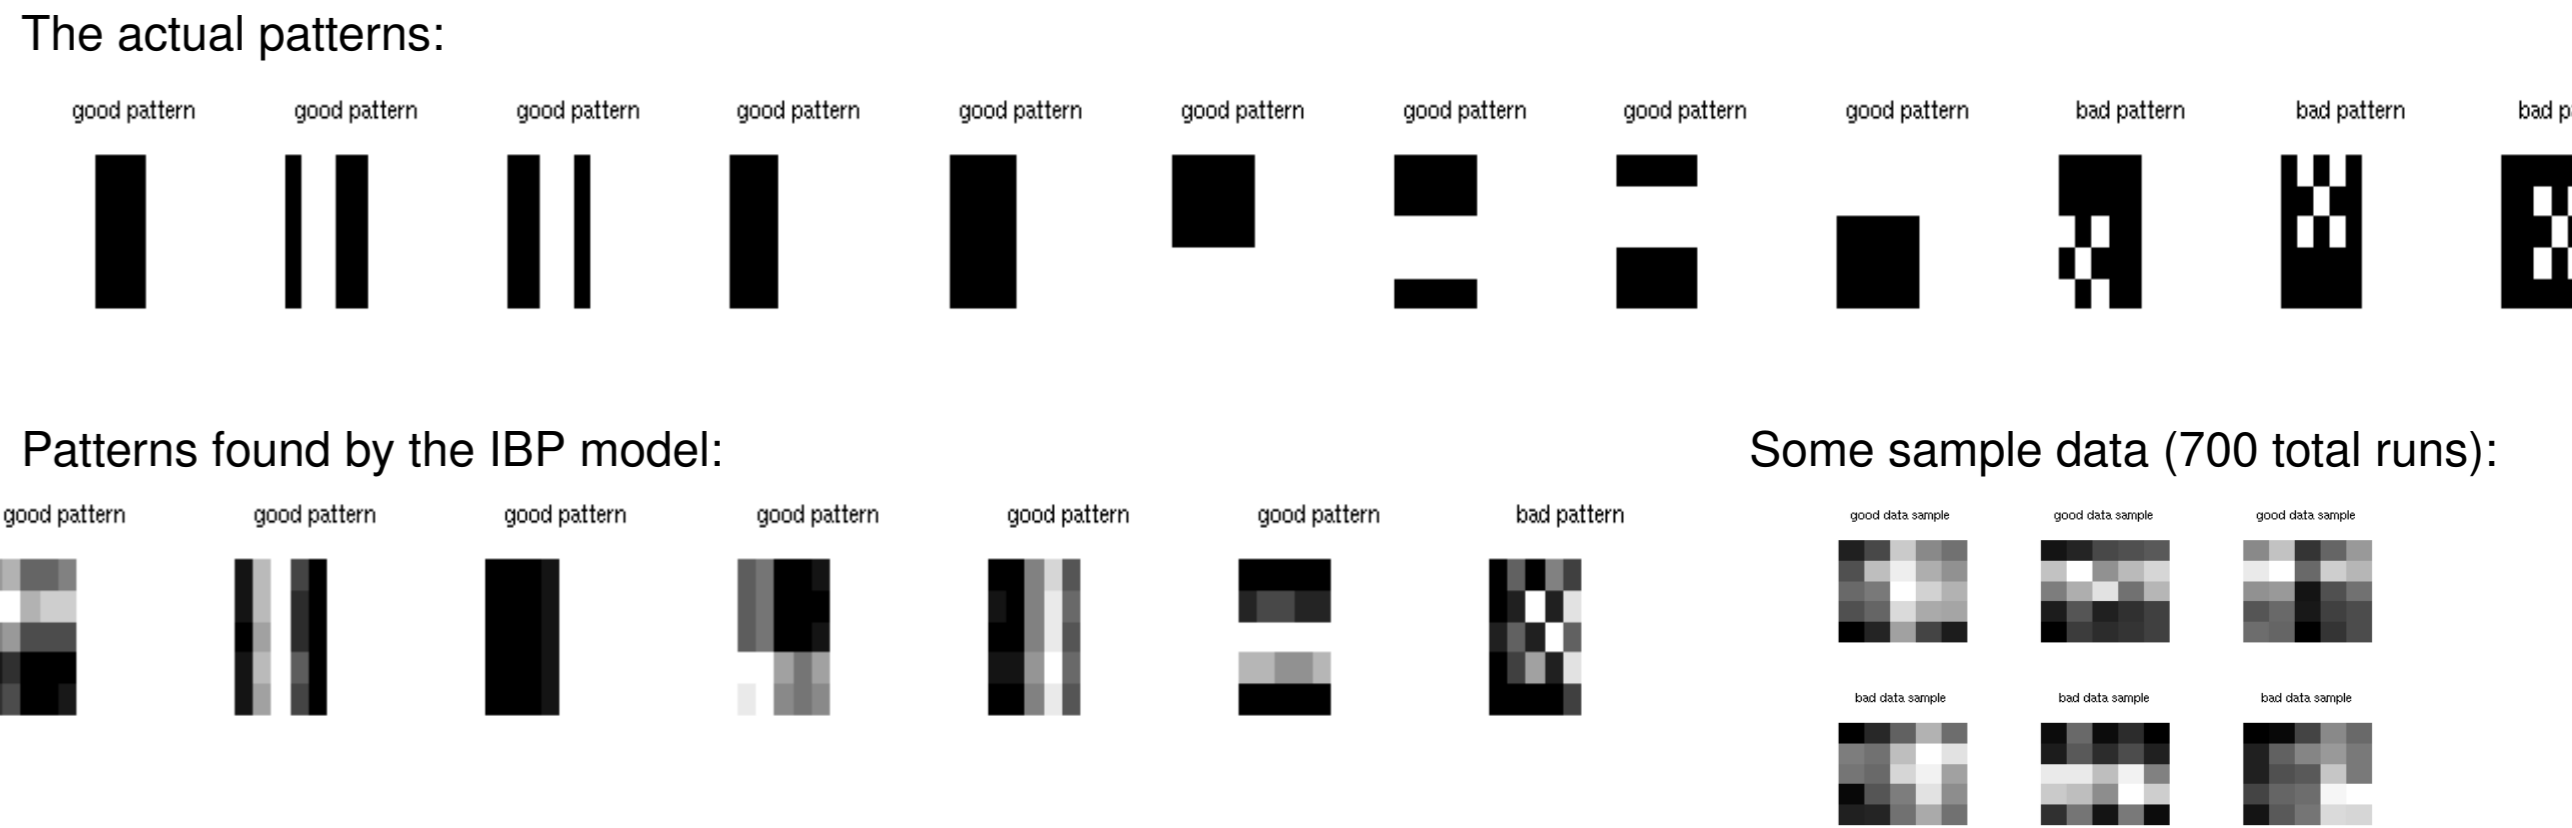 The actual patterns:
good pattern good pattern good pattern good pattern good pattern good pattern good pattern good pattern good pattern bad pattern bad pattern bad p
Patterns found by the IBP model:
Some sample data (700 total runs):
good pattern good pattern good pattern good pattern good pattern good pattern bad pattern
good data sample good data sample good data sample
bad data sample bad data sample bad data sample